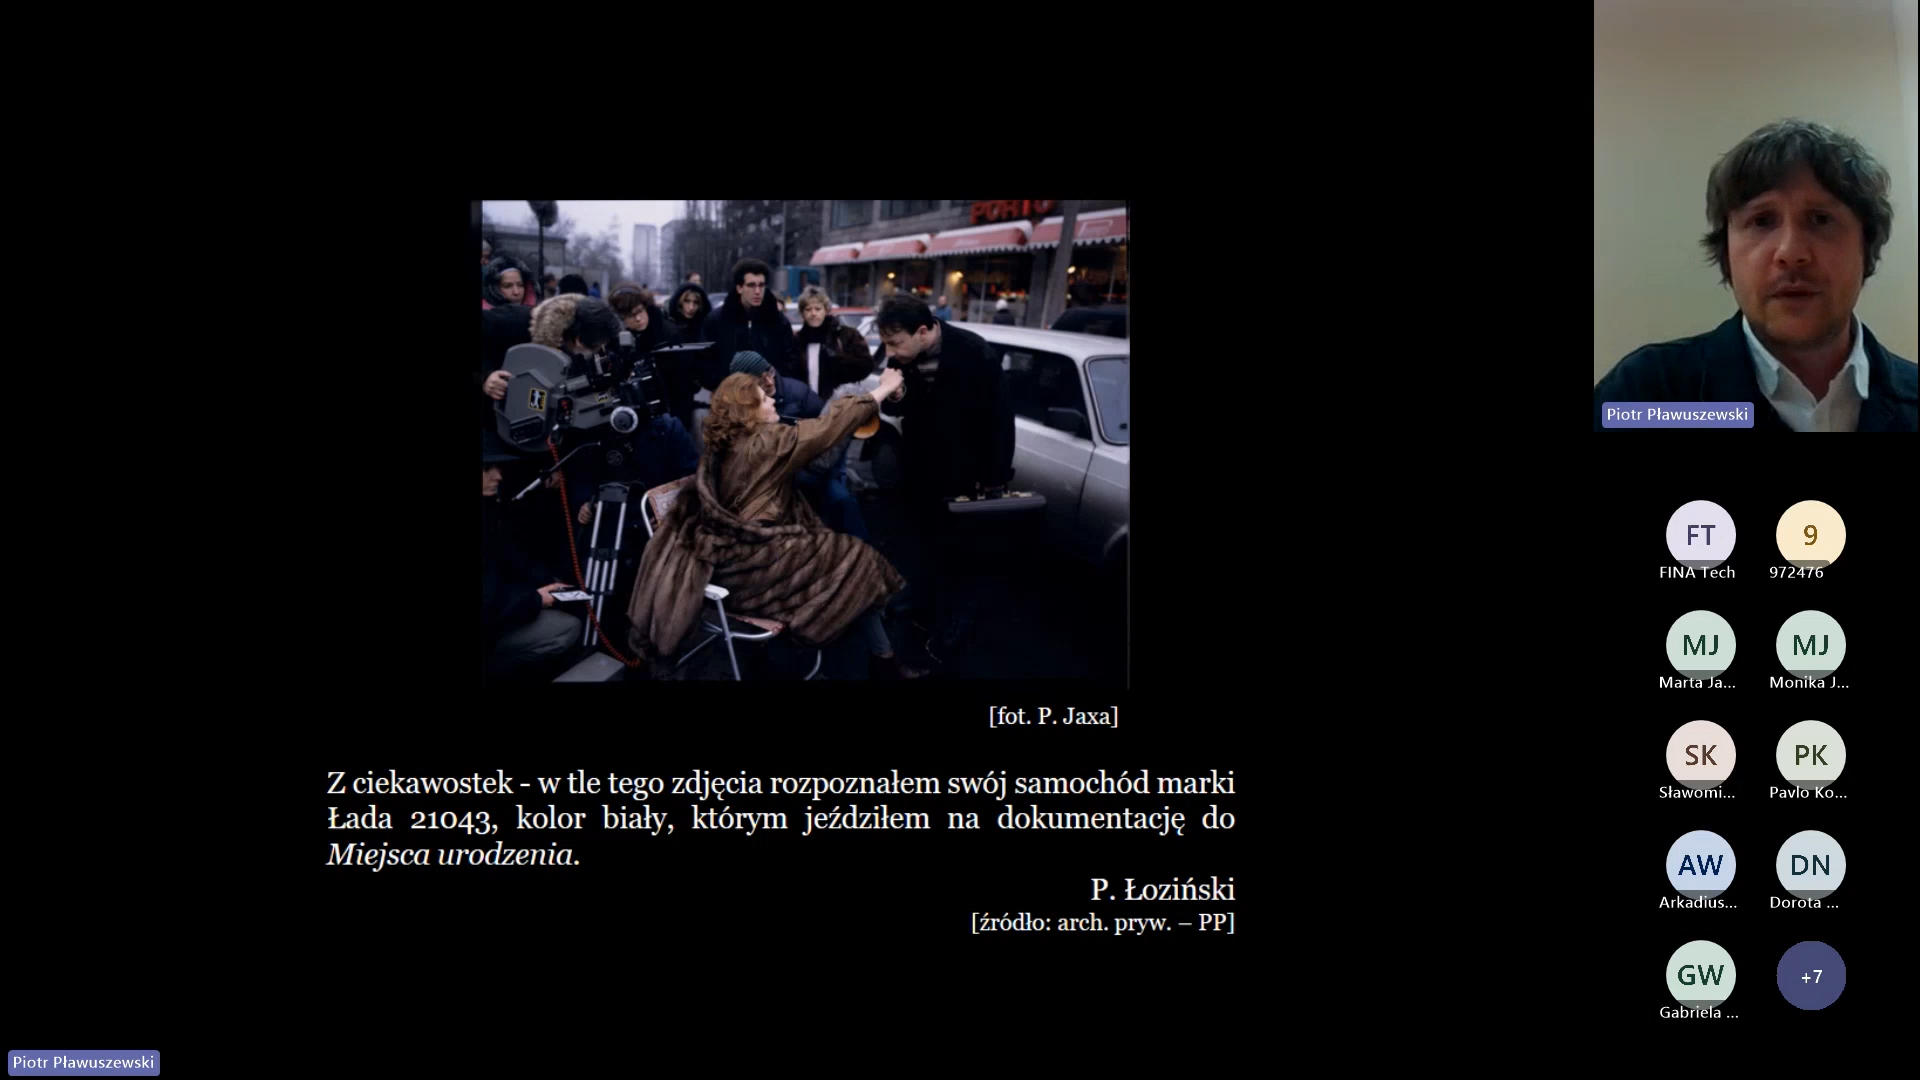 PORTO
[fot. P. Jaxa]
Z ciekawostek - w tle tego zdjęcia rozpoznałem swój samochód marki
Łada 21043, kolor biały, którym jeździłem na dokumentację do
Miejsca urodzenia.
P. Łoziński
[źródło: arch. pryw. – PP]
Piotr Pławuszewski
Piotr Pławuszewski
FT
FINA Tech
9
972476
MJ
Marta Ja...
MJ
Monika J...
SK
Sławomi...
PK
Pavlo Ko...
AW
Arkadius...
DN
Dorota ...
GW
Gabriela ...
+7